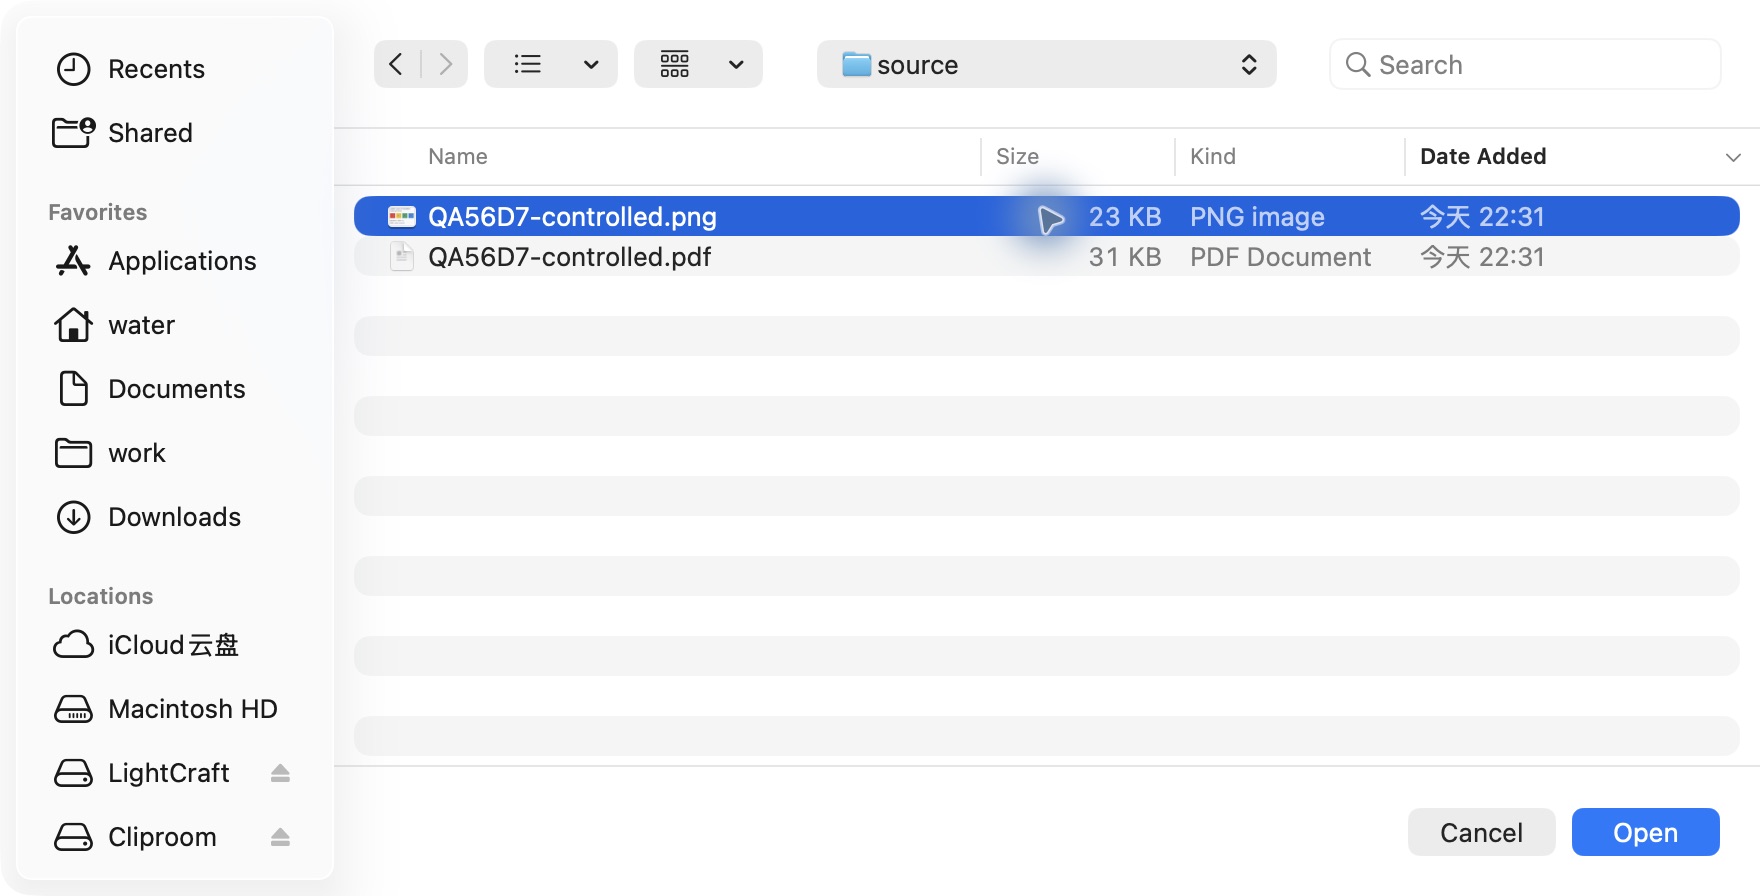 Recents
Shared
Favorites
Applications
water
Documents
work
Downloads
Locations
iCloud云盘
Macintosh HD
LightCraft
Cliproom
source
Search
Name Size Kind Date Added
QA56D7-controlled.png 23 KB PNG image 今天 22:31
QA56D7-controlled.pdf 31 KB PDF Document 今天 22:31
Cancel Open